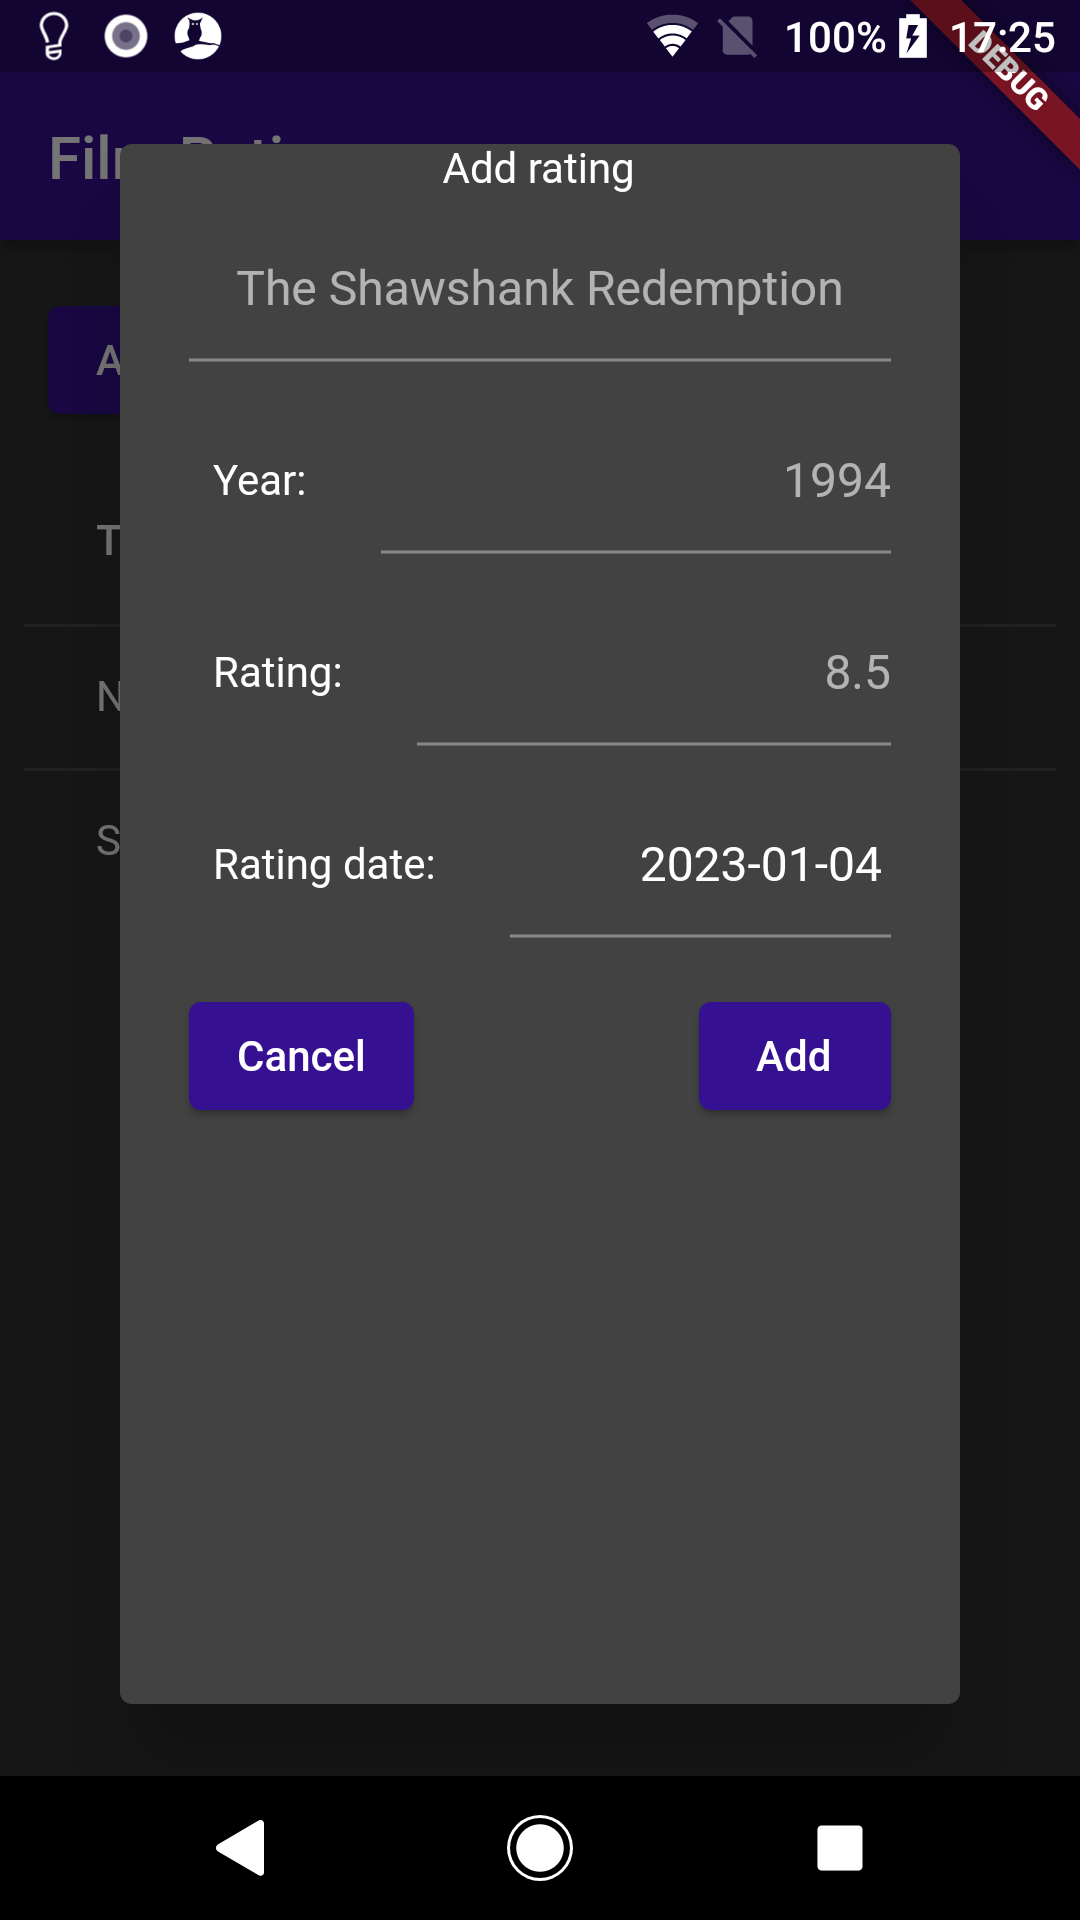 100% 17:25
DEBUG
Add rating
The Shawshank Redemption
Year: 1994
Rating: 8.5
Rating date: 2023-01-04
Cancel Add